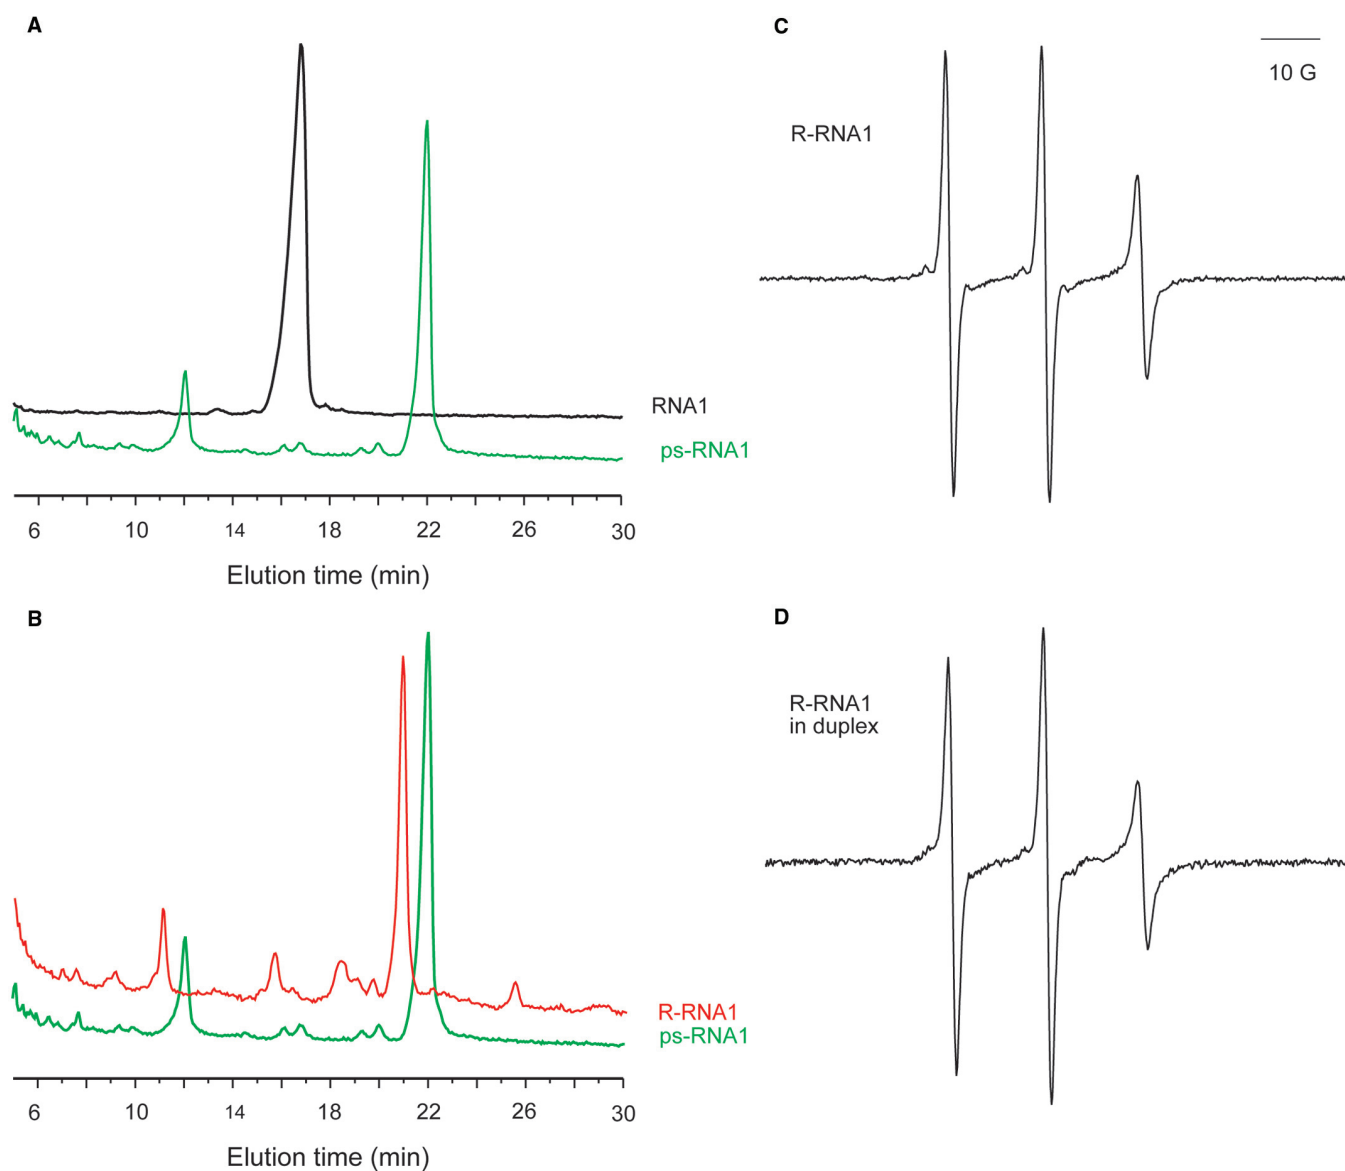 A
RNA1
ps-RNA1
6 10 14 18 22 26 30
Elution time (min)
B
R-RNA1
ps-RNA1
6 10 14 18 22 26 30
Elution time (min)
C
10 G
R-RNA1
D
R-RNA1
in duplex